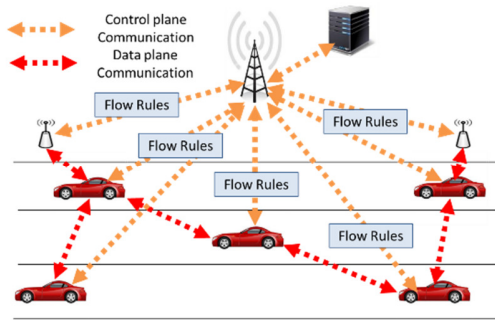 Control plane
Communication
Data plane
Communication
Flow Rules
Flow Rules
Flow Rules
Flow Rules
Flow Rules